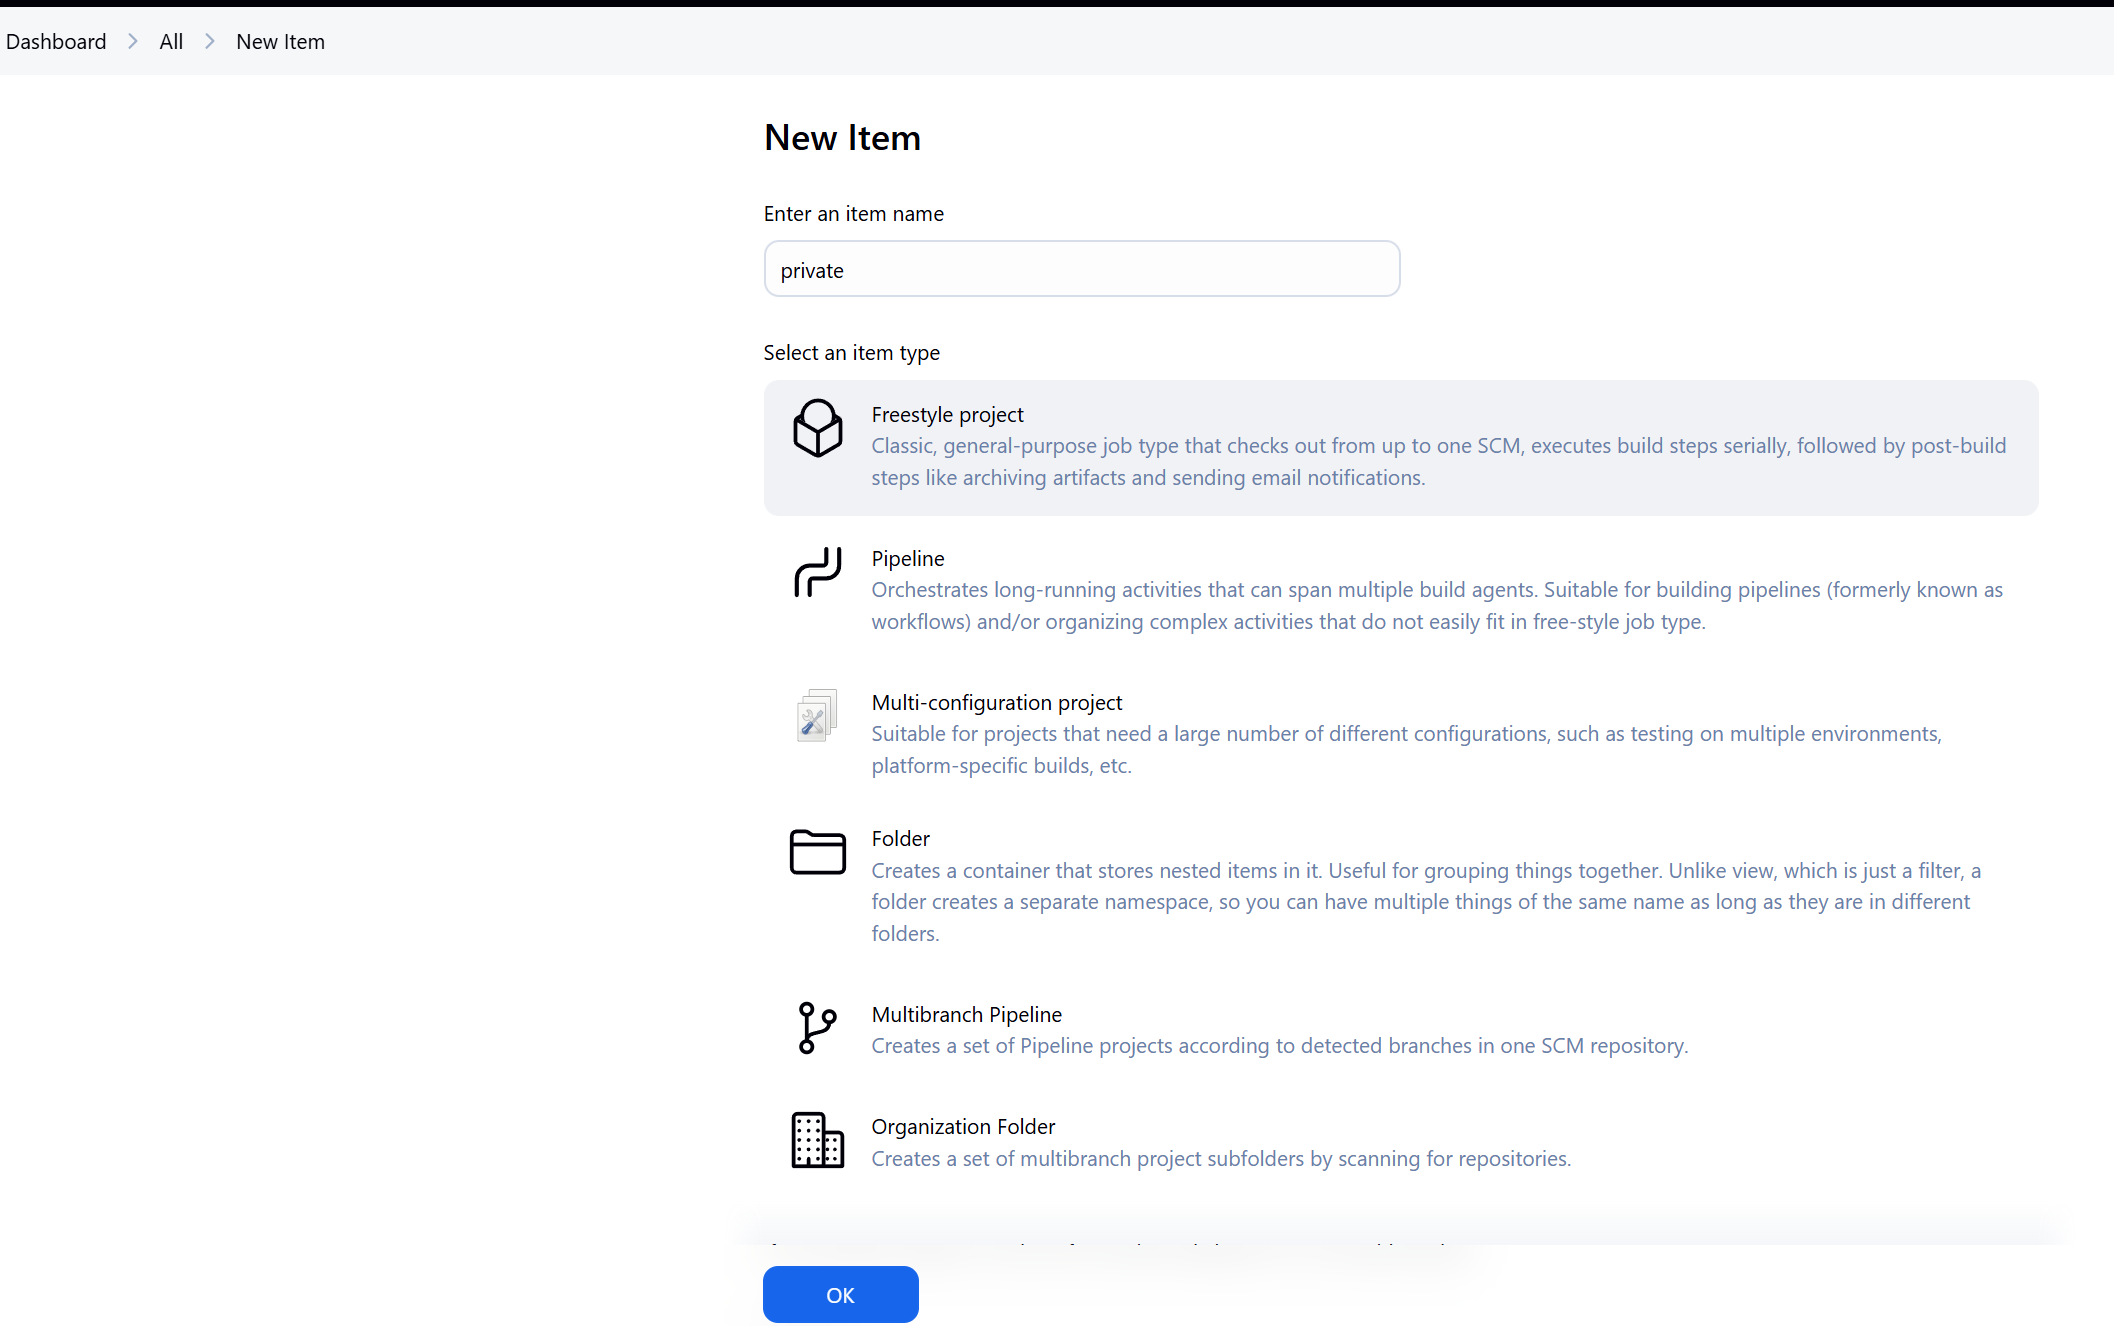 Dashboard > All > New Item
New Item
Enter an item name
private
Select an item type
Freestyle project
Classic, general-purpose job type that checks out from up to one SCM, executes build steps serially, followed by post-build
steps like archiving artifacts and sending email notifications.
Pipeline
Orchestrates long-running activities that can span multiple build agents. Suitable for building pipelines (formerly known as
workflows) and/or organizing complex activities that do not easily fit in free-style job type.
Multi-configuration project
Suitable for projects that need a large number of different configurations, such as testing on multiple environments,
platform-specific builds, etc.
Folder
Creates a container that stores nested items in it. Useful for grouping things together. Unlike view, which is just a filter, a
folder creates a separate namespace, so you can have multiple things of the same name as long as they are in different
folders.
Multibranch Pipeline
Creates a set of Pipeline projects according to detected branches in one SCM repository.
Organization Folder
Creates a set of multibranch project subfolders by scanning for repositories.
OK